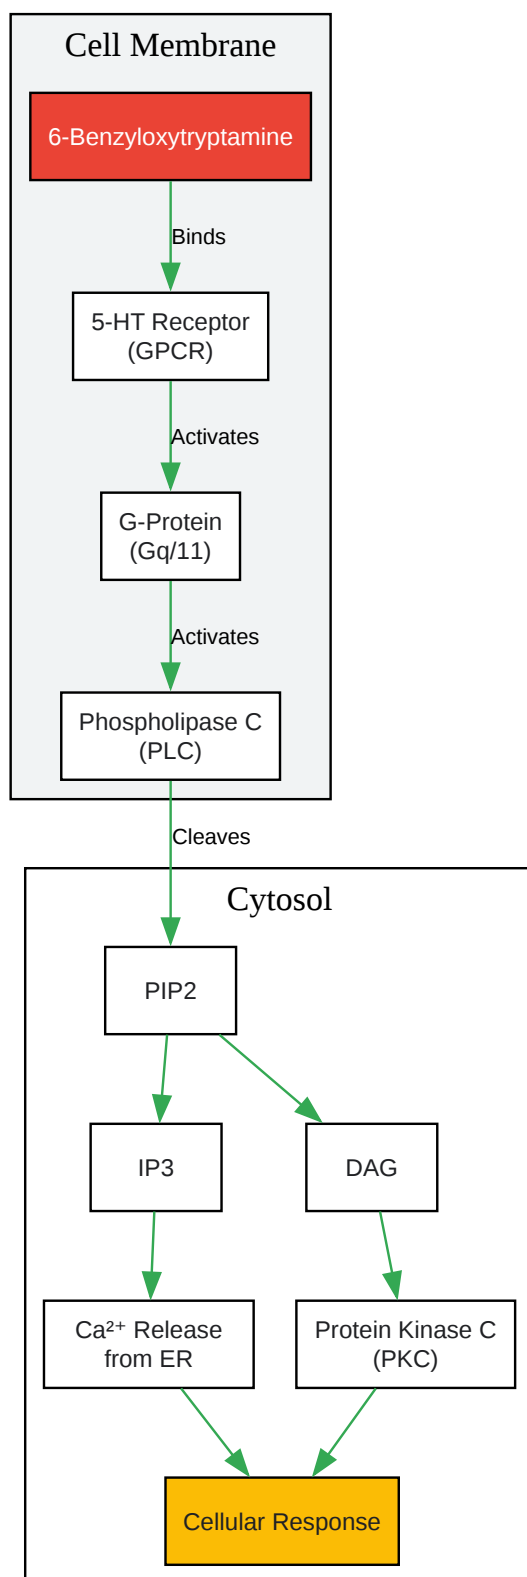 Cell Membrane
6-Benzyloxytryptamine
Binds
5-HT Receptor
(GPCR)
Activates
G-Protein
(Gq/11)
Activates
Phospholipase C
(PLC)
Cleaves
Cytosol
PIP2
IP3
DAG
Ca²⁺ Release
from ER
Protein Kinase C
(PKC)
Cellular Response